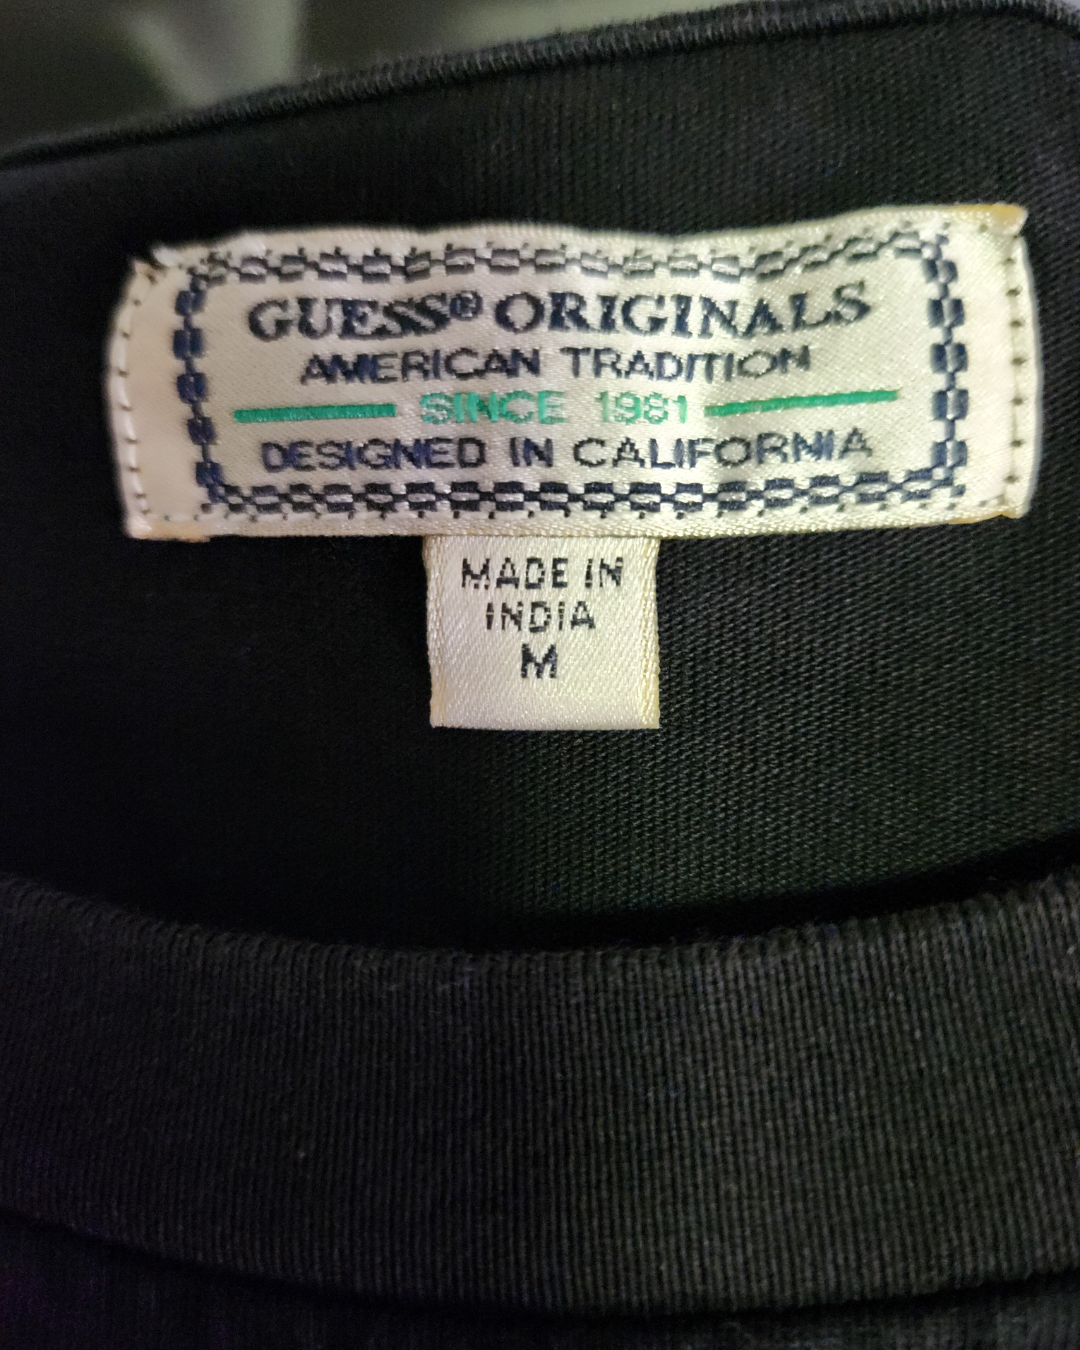 GUESS® ORIGINALS
AMERICAN TRADITION
SINCE 1981
DESIGNED IN CALIFORNIA
MADE IN
INDIA
M